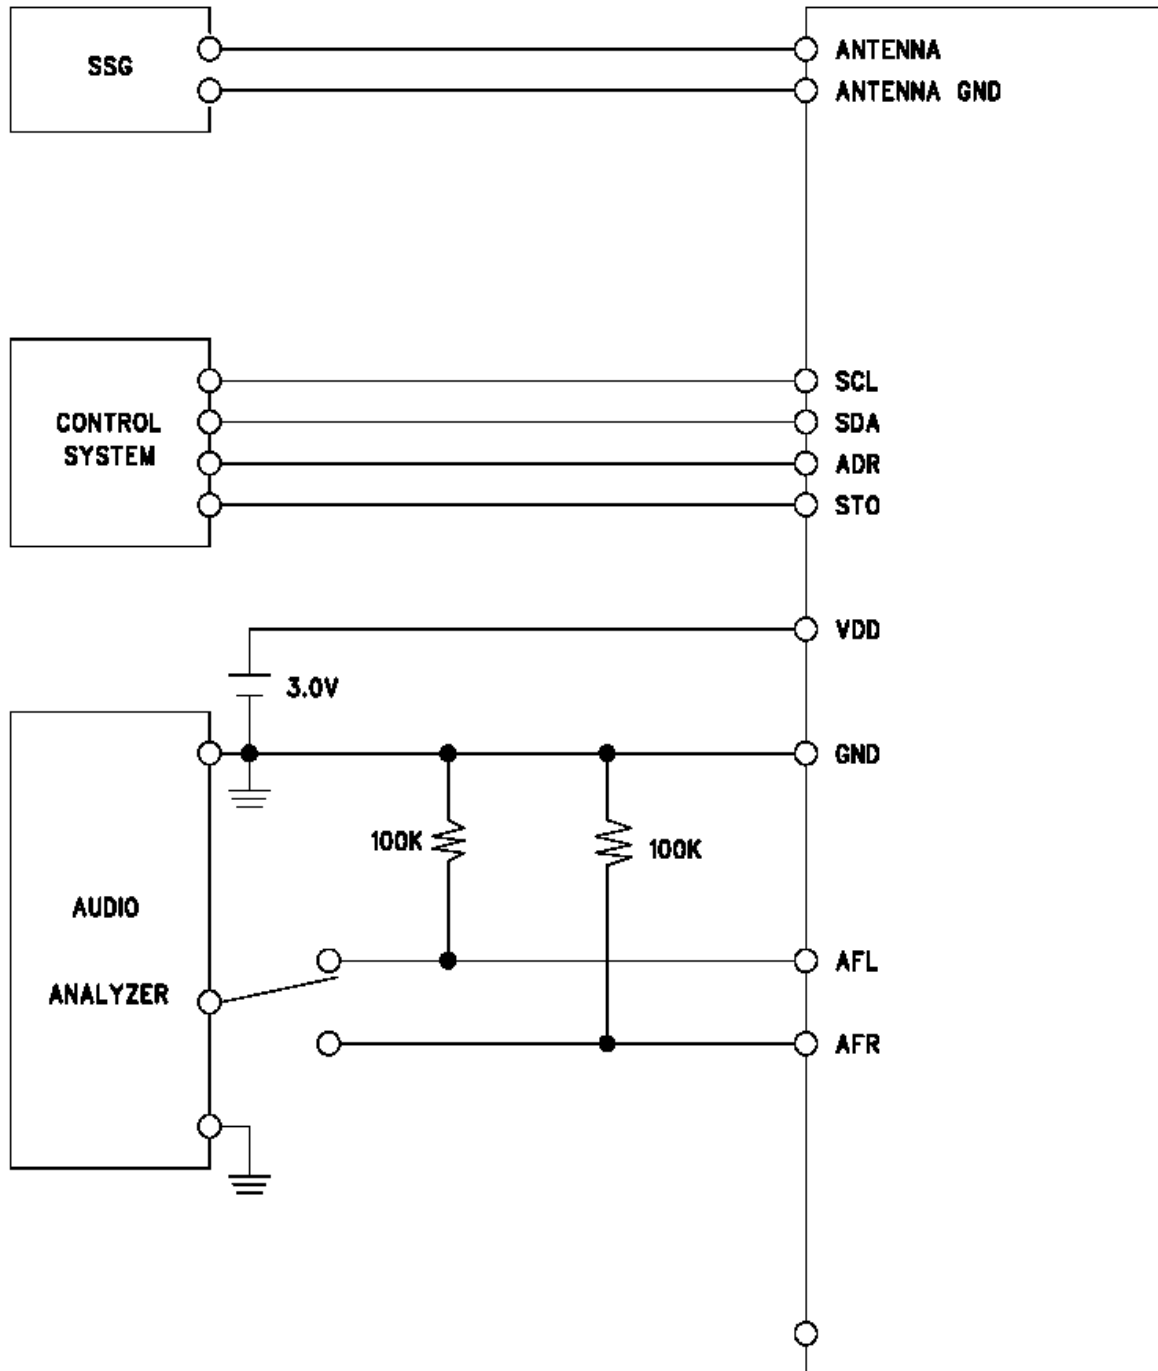 SSG
ANTENNA
ANTENNA GND
CONTROL
SYSTEM
SCL
SDA
ADR
STO
VDD
3.0V
GND
100K
100K
AUDIO
ANALYZER
AFL
AFR